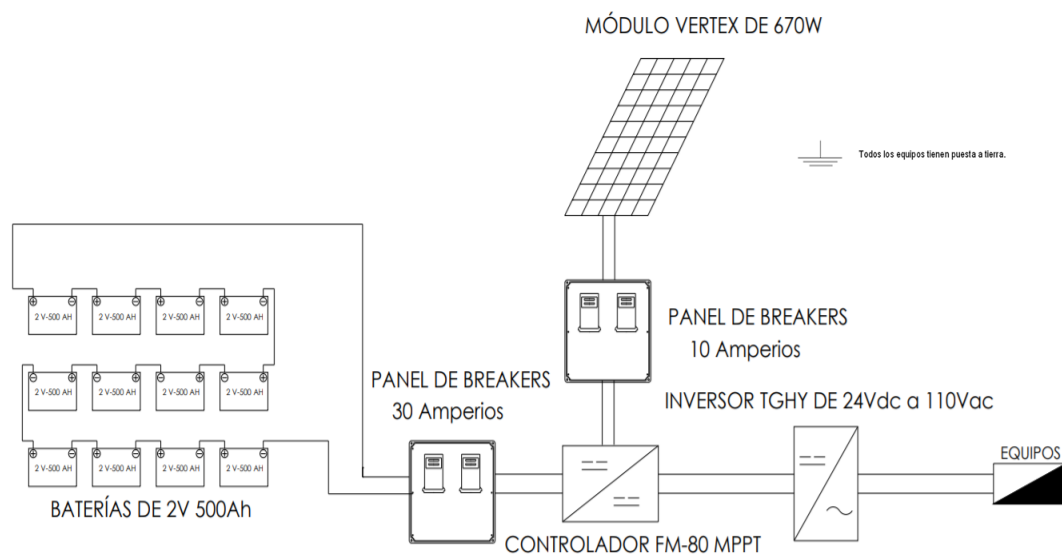 MÓDULO VERTEX DE 670W
Todos los equipos tienen puesta a tierra.
PANEL DE BREAKERS
10 Amperios
PANEL DE BREAKERS
30 Amperios
INVERSOR TGHY DE 24Vdc a 110Vac
EQUIPOS
+ - + - + - + -
2 V-500 AH 2 V-500 AH 2 V-500 AH 2 V-500 AH
- + - + - + - +
2 V-500 AH 2 V-500 AH 2 V-500 AH 2 V-500 AH
+ - + - + - + -
2 V-500 AH 2 V-500 AH 2 V-500 AH 2 V-500 AH
BATERÍAS DE 2V 500Ah
CONTROLADOR FM-80 MPPT